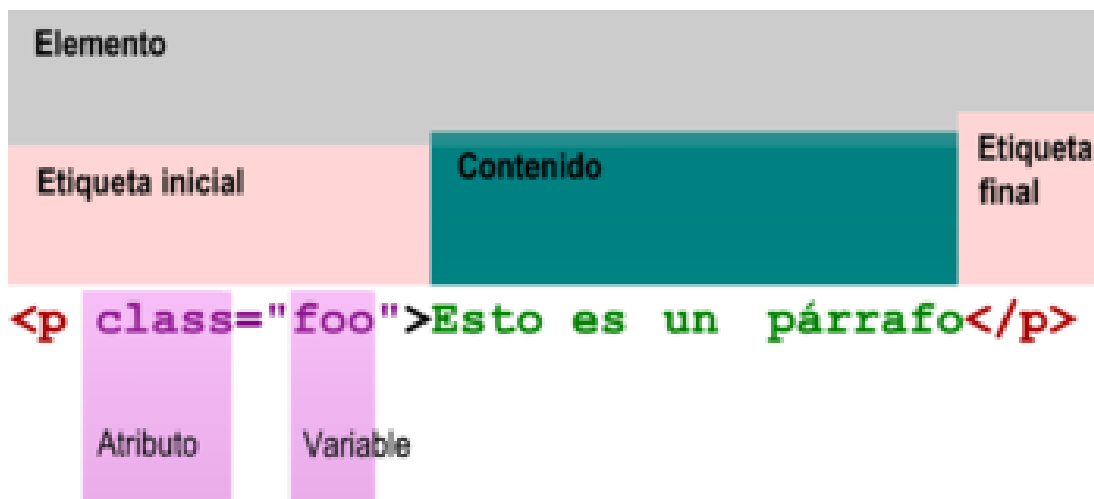 Elemento
Etiqueta inicial
Contenido
Etiqueta
final
<p class="foo">Esto es un párrafo</p>
Atributo
Variable